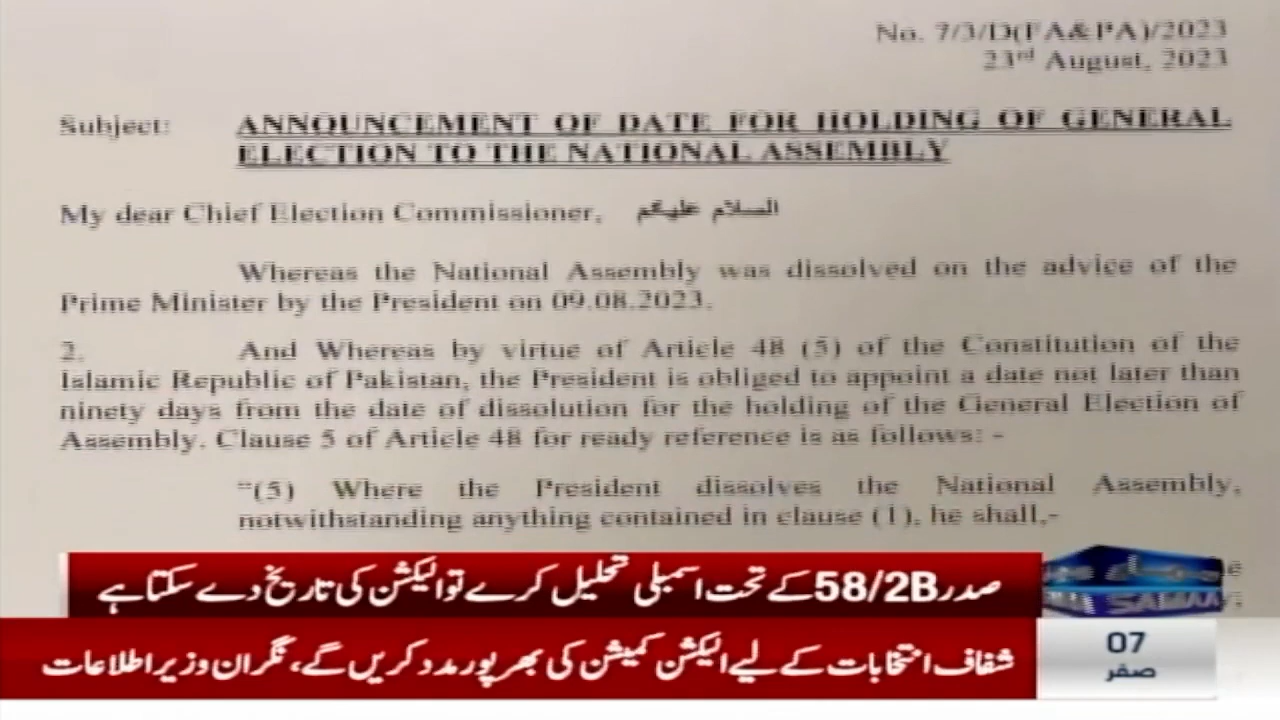 No. 7/3/D(FA&PA)/2023
23rd August, 2023
Subject: ANNOUNCEMENT OF DATE FOR HOLDING OF GENERAL
ELECTION TO THE NATIONAL ASSEMBLY
My dear Chief Election Commissioner, السلام علیکم
Whereas the National Assembly was dissolved on the advice of the
Prime Minister by the President on 09.08.2023.
2. And Whereas by virtue of Article 48 (5) of the Constitution of the
Islamic Republic of Pakistan, the President is obliged to appoint a date not later than
ninety days from the date of dissolution for the holding of the General Election of
Assembly. Clause 5 of Article 48 for ready reference is as follows: -
"(5) Where the President dissolves the National Assembly,
notwithstanding anything contained in clause (1), he shall,-
صدر 58/2B کے تحت اسمبلی تحلیل کرے تو الیکشن کی تاریخ دے سکتا ہے
SAMAA
شفاف انتخابات کے لیے الیکشن کمیشن کی بھرپور مدد کریں گے، نگران وزیر اطلاعات
07
صفر